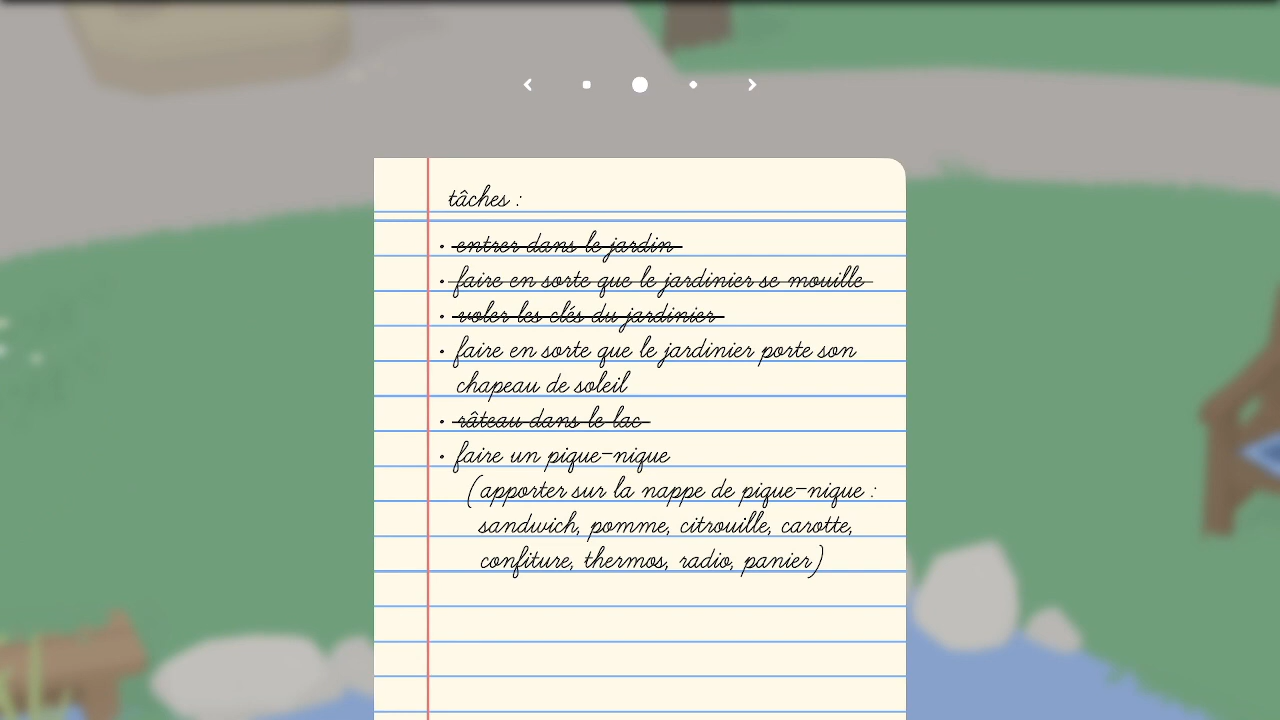 tâches :
• entrer dans le jardin
• faire en sorte que le jardinier se mouille
• voler les clés du jardinier
• faire en sorte que le jardinier porte son
chapeau de soleil
• râteau dans le lac
• faire un pique-nique
(apporter sur la nappe de pique-nique :
sandwich, pomme, citrouille, carotte,
confiture, thermos, radio, panier)